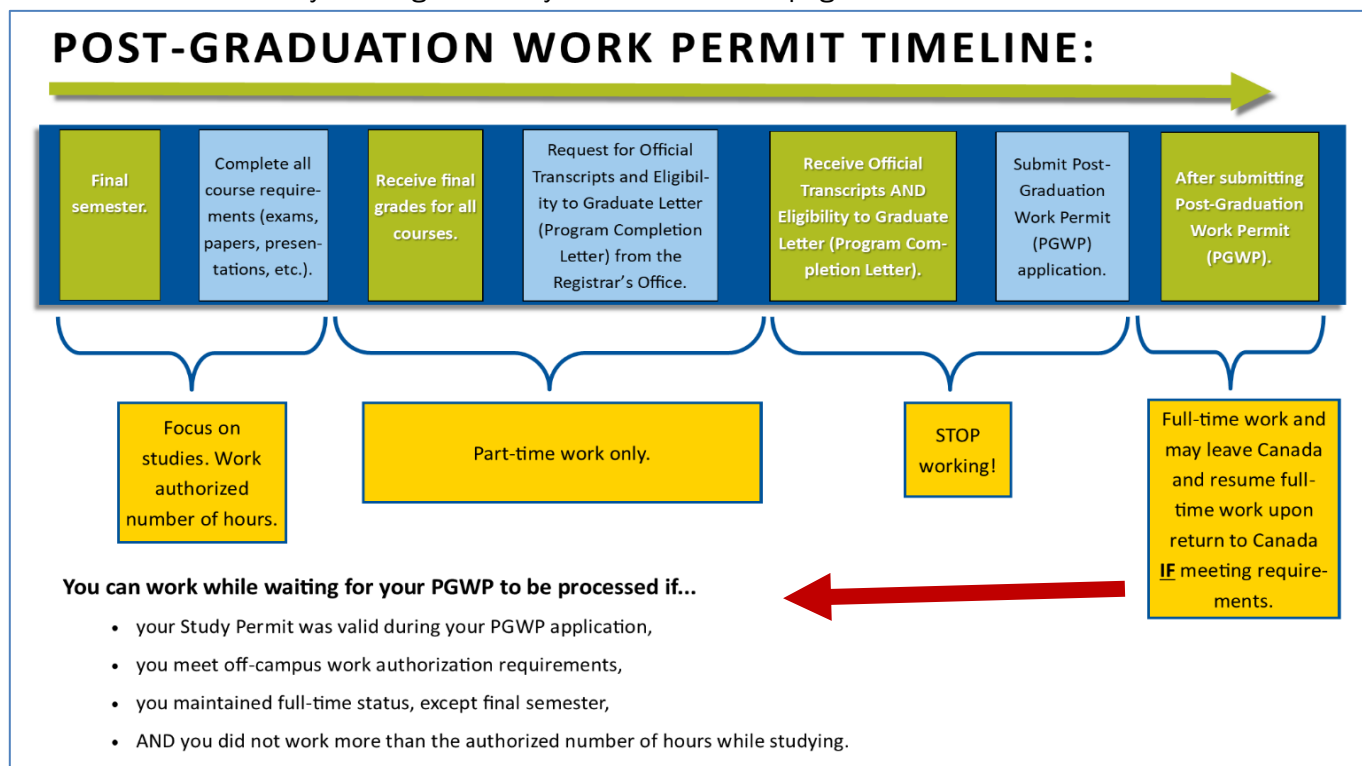 POST-GRADUATION WORK PERMIT TIMELINE:
Final
semester.
Complete all
course require-
ments (exams,
papers, presen-
tations, etc.).
Receive final
grades for all
courses.
Request for Official
Transcripts and Eligibil-
ity to Graduate Letter
(Program Completion
Letter) from the
Registrar’s Office.
Receive Official
Transcripts AND
Eligibility to Graduate
Letter (Program Com-
pletion Letter).
Submit Post-
Graduation
Work Permit
(PGWP)
application.
After submitting
Post-Graduation
Work Permit
(PGWP).
Focus on
studies. Work
authorized
number of hours.
Part-time work only.
STOP
working!
Full-time work and
may leave Canada
and resume full-
time work upon
return to Canada
IF meeting require-
ments.
You can work while waiting for your PGWP to be processed if...
• your Study Permit was valid during your PGWP application,
• you meet off-campus work authorization requirements,
• you maintained full-time status, except final semester,
• AND you did not work more than the authorized number of hours while studying.